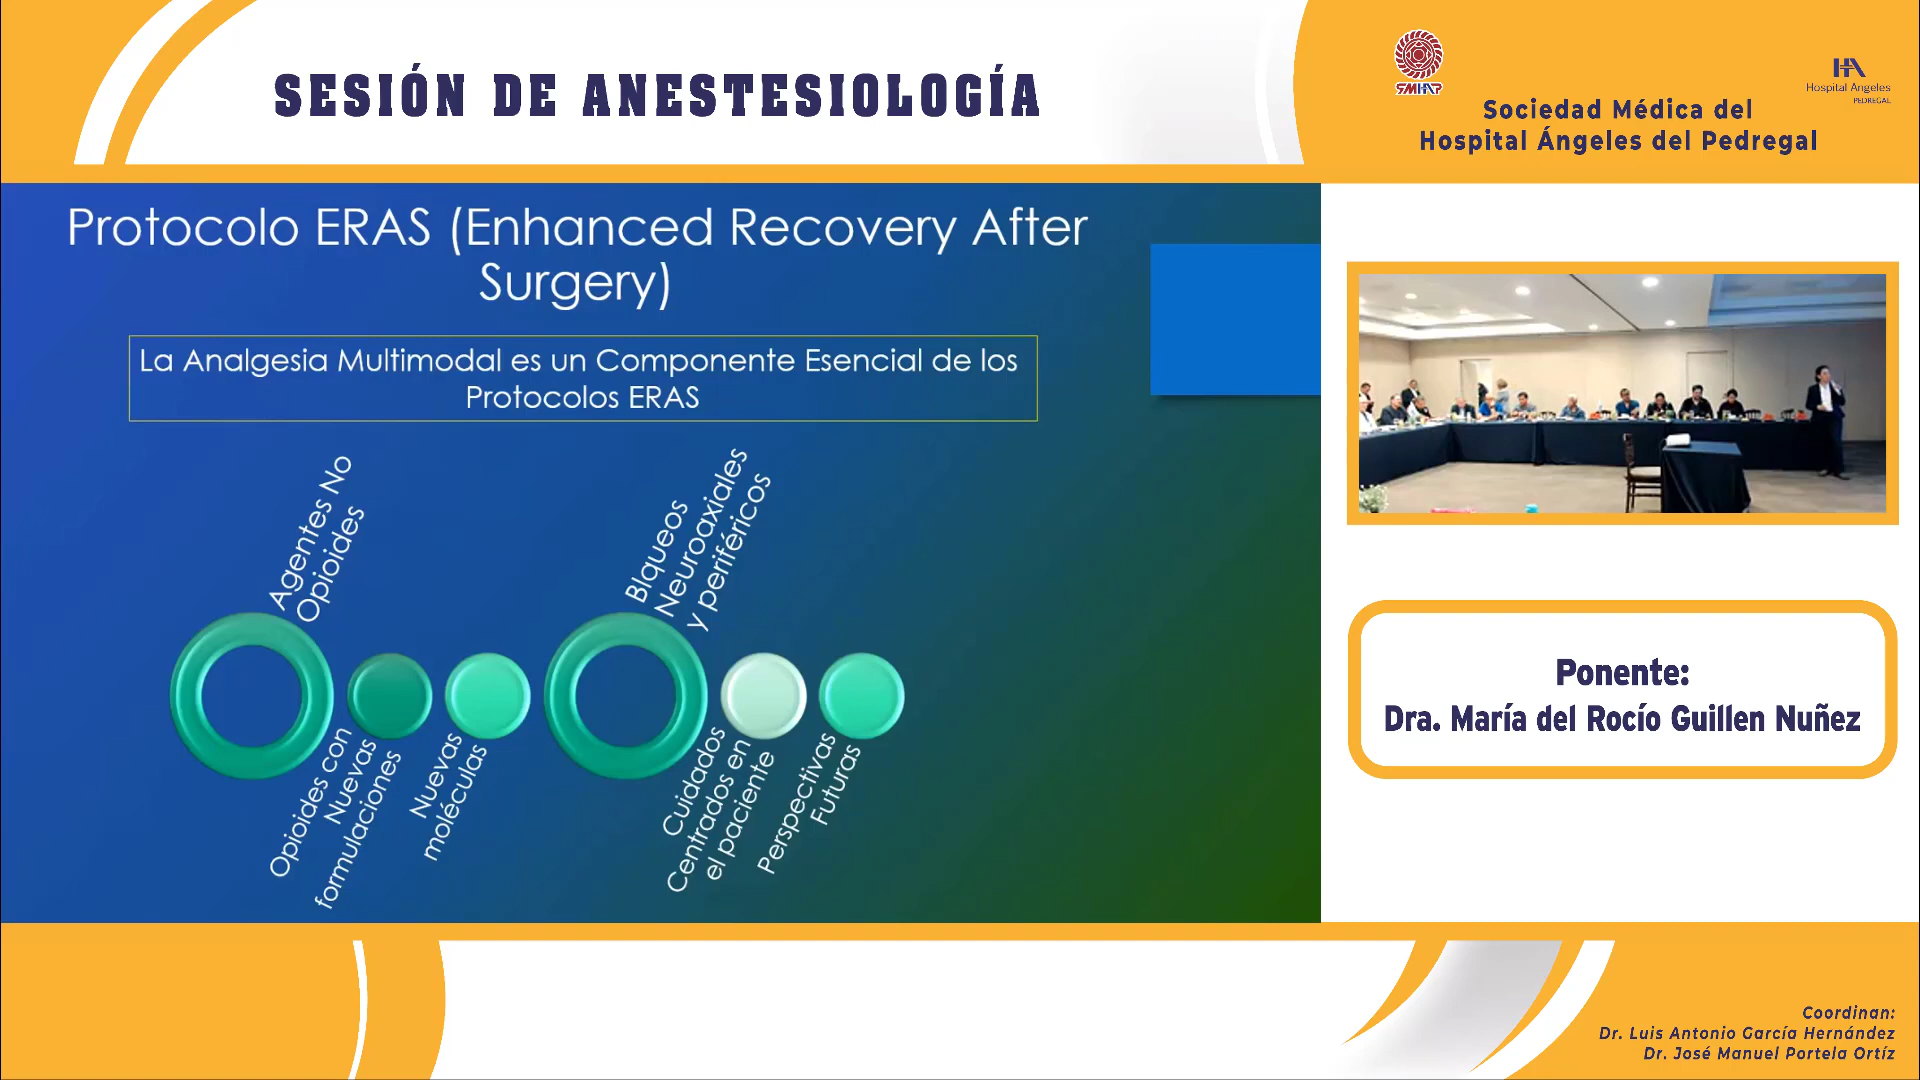 SESIÓN DE ANESTESIOLOGÍA
SMHAP
HA
Hospital Angeles
PEDREGAL
Sociedad Médica del
Hospital Ángeles del Pedregal
Protocolo ERAS (Enhanced Recovery After
Surgery)
La Analgesia Multimodal es un Componente Esencial de los
Protocolos ERAS
Agentes No
Opioides
Opioides con
Nuevas
formulaciones
Nuevas
moléculas
Blqueos
Neuroaxiales
y periféricos
Cuidados
Centrados en
el paciente
Perspectivas
Futuras
Ponente:
Dra. María del Rocío Guillen Nuñez
Coordinan:
Dr. Luis Antonio García Hernández
Dr. José Manuel Portela Ortíz